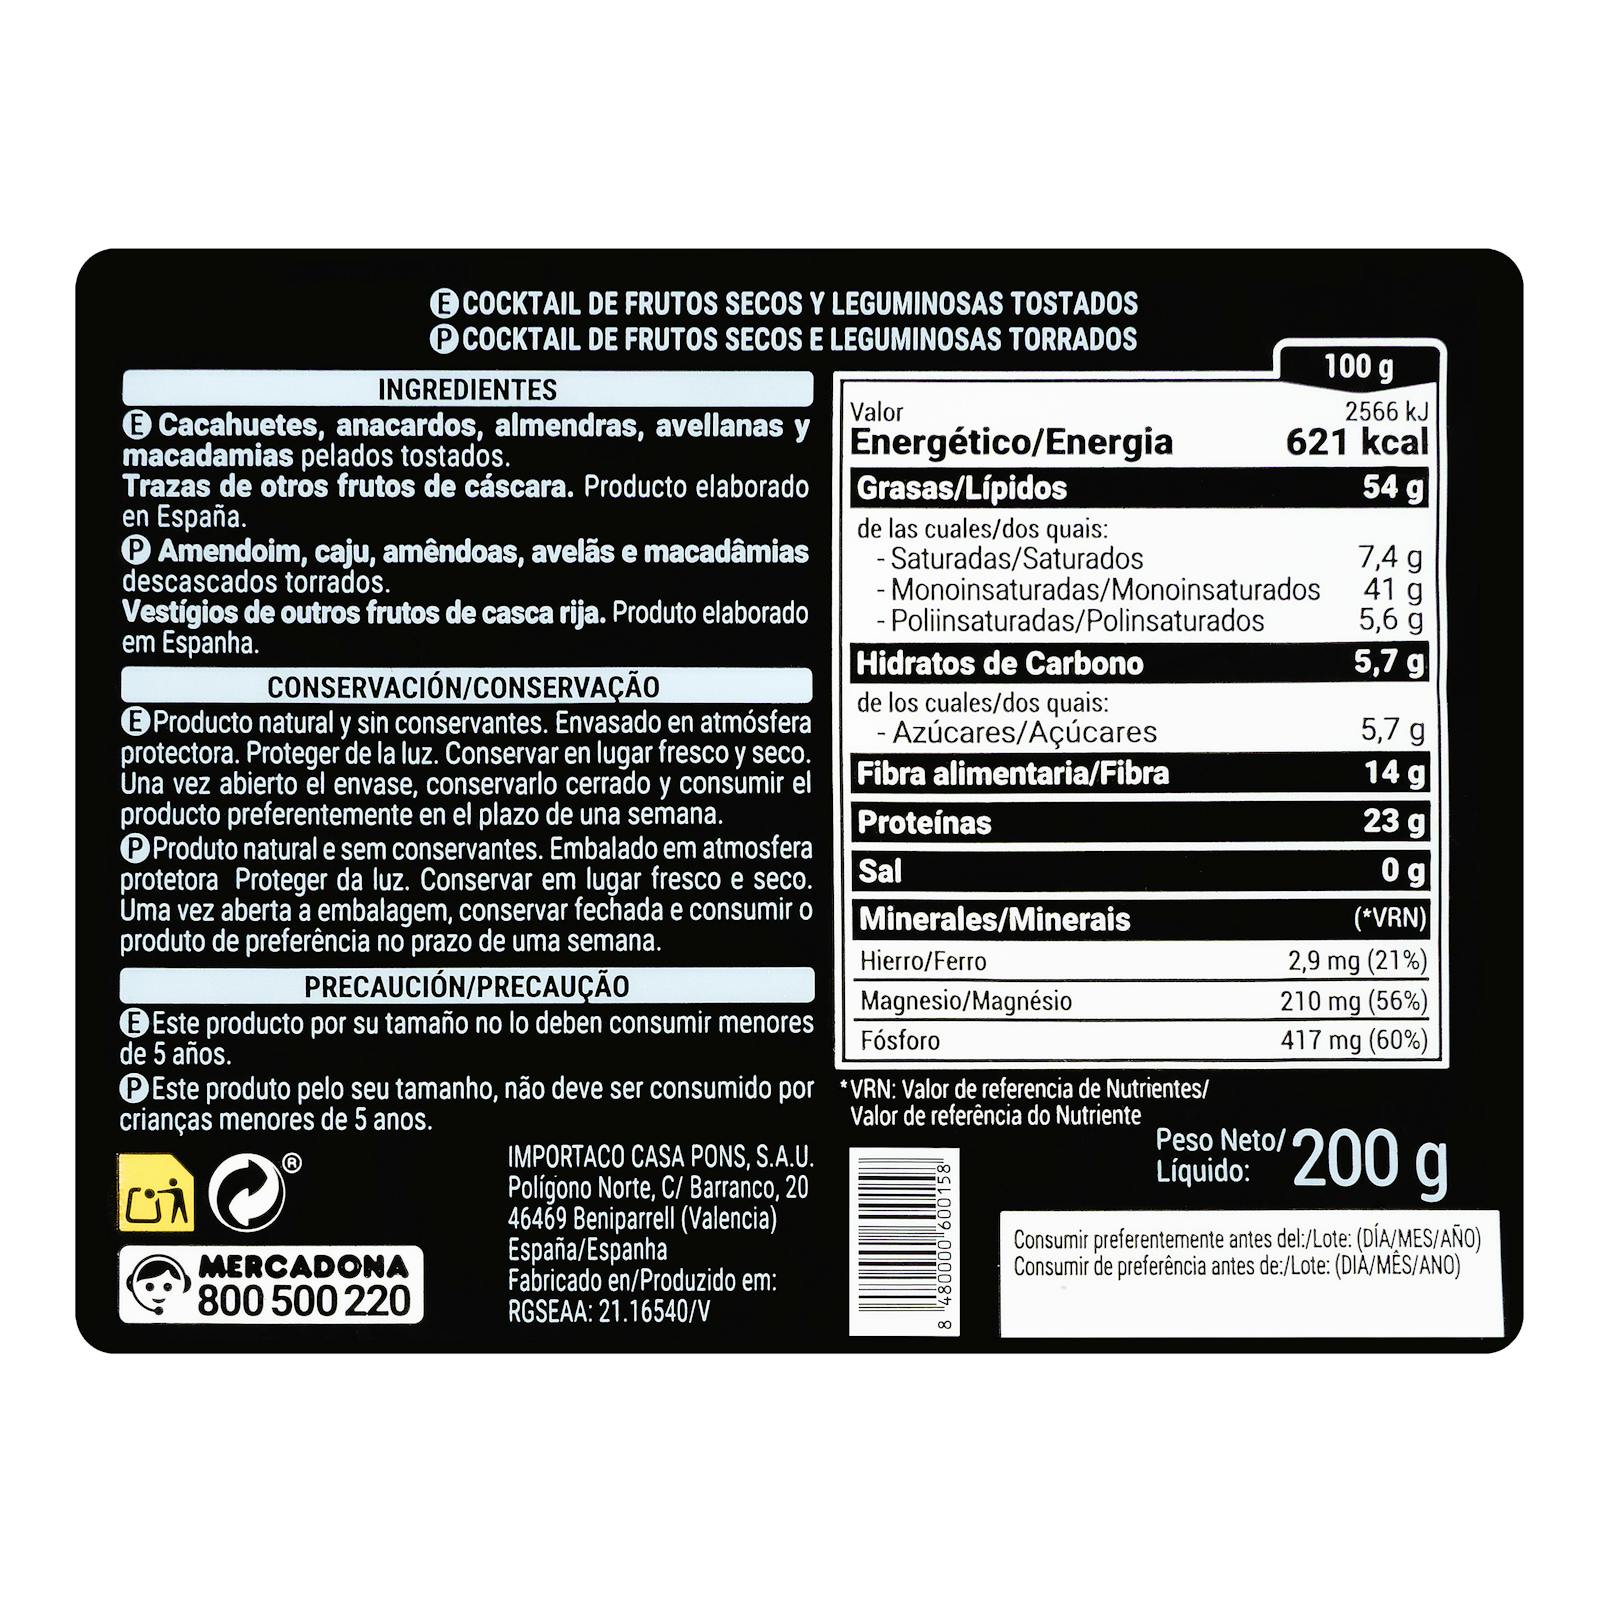 E COCKTAIL DE FRUTOS SECOS Y LEGUMINOSAS TOSTADOS
P COCKTAIL DE FRUTOS SECOS E LEGUMINOSAS TORRADOS
INGREDIENTES
E Cacahuetes, anacardos, almendras, avellanas y
macadamias pelados tostados.
Trazas de otros frutos de cáscara. Producto elaborado
en España.
P Amendoim, caju, amêndoas, avelãs e macadâmias
descascados torrados.
Vestígios de outros frutos de casca rija. Produto elaborado
em Espanha.
CONSERVACIÓN/CONSERVAÇÃO
E Producto natural y sin conservantes. Envasado en atmósfera
protectora. Proteger de la luz. Conservar en lugar fresco y seco.
Una vez abierto el envase, conservarlo cerrado y consumir el
producto preferentemente en el plazo de una semana.
P Produto natural e sem conservantes. Embalado em atmosfera
protetora Proteger da luz. Conservar em lugar fresco e seco.
Uma vez aberta a embalagem, conservar fechada e consumir o
produto de preferência no prazo de uma semana.
PRECAUCIÓN/PRECAUÇÃO
E Este producto por su tamaño no lo deben consumir menores
de 5 años.
P Este produto pelo seu tamanho, não deve ser consumido por
crianças menores de 5 anos.
®
MERCADONA
800 500 220
IMPORTACO CASA PONS, S.A.U.
Polígono Norte, C/ Barranco, 20
46469 Beniparrell (Valencia)
España/Espanha
Fabricado en/Produzido em:
RGSEAA: 21.16540/V
100 g
Valor 2566 kJ
Energético/Energia 621 kcal
Grasas/Lípidos 54 g
de las cuales/dos quais:
- Saturadas/Saturados 7,4 g
- Monoinsaturadas/Monoinsaturados 41 g
- Poliinsaturadas/Polinsaturados 5,6 g
Hidratos de Carbono 5,7 g
de los cuales/dos quais:
- Azúcares/Açúcares 5,7 g
Fibra alimentaria/Fibra 14 g
Proteínas 23 g
Sal 0 g
Minerales/Minerais (*VRN)
Hierro/Ferro 2,9 mg (21%)
Magnesio/Magnésio 210 mg (56%)
Fósforo 417 mg (60%)
*VRN: Valor de referencia de Nutrientes/
Valor de referência do Nutriente
Peso Neto/
Líquido: 200 g
8 480000 600158
Consumir preferentemente antes del:/Lote: (DÍA/MES/AÑO)
Consumir de preferência antes de:/Lote: (DIA/MÊS/ANO)